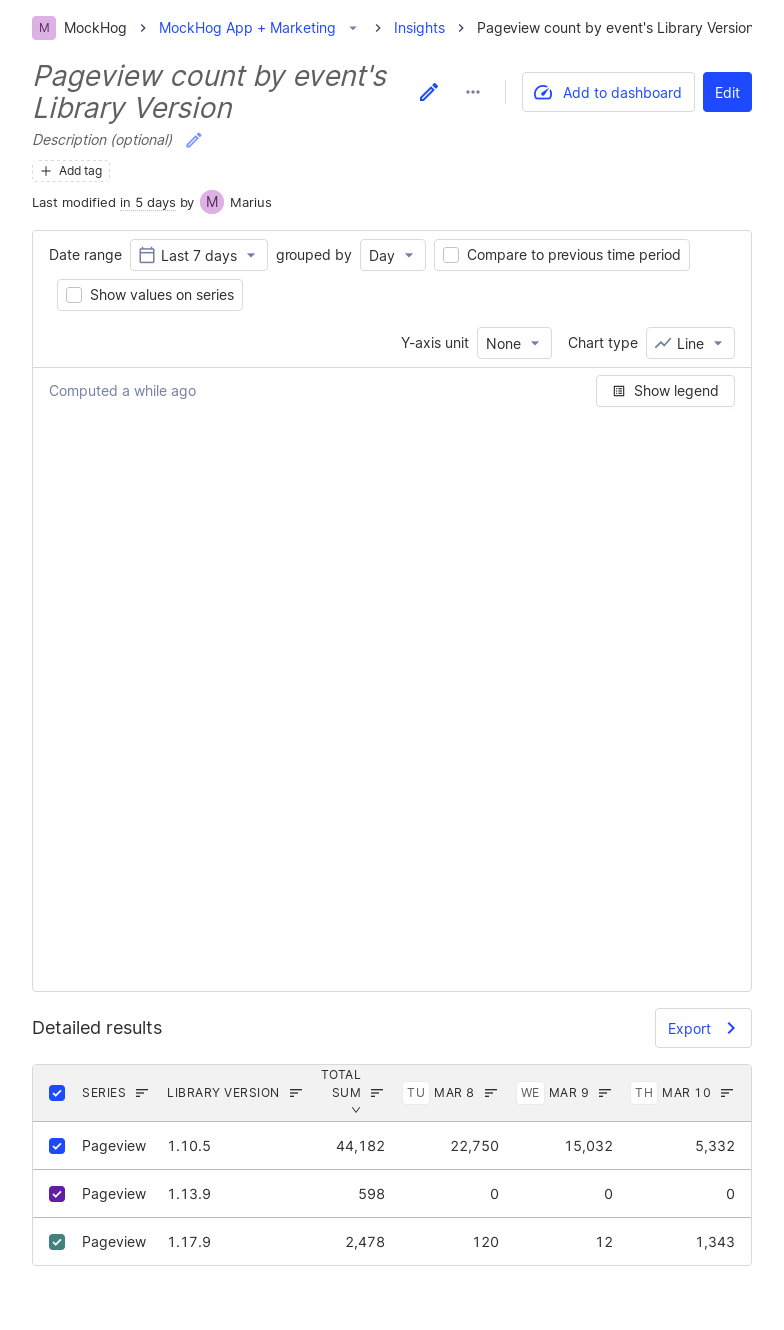 M MockHog MockHog App + Marketing Insights Pageview count by event's Library Version
Pageview count by event's
Library Version
Add to dashboard Edit
Description (optional)
Add tag
Last modified in 5 days by M Marius
Date range Last 7 days grouped by Day Compare to previous time period
Show values on series
Y-axis unit None Chart type Line
Computed a while ago Show legend
Detailed results Export
SERIES LIBRARY VERSION TOTAL SUM TU MAR 8 WE MAR 9 TH MAR 10
Pageview 1.10.5 44,182 22,750 15,032 5,332
Pageview 1.13.9 598 0 0 0
Pageview 1.17.9 2,478 120 12 1,343